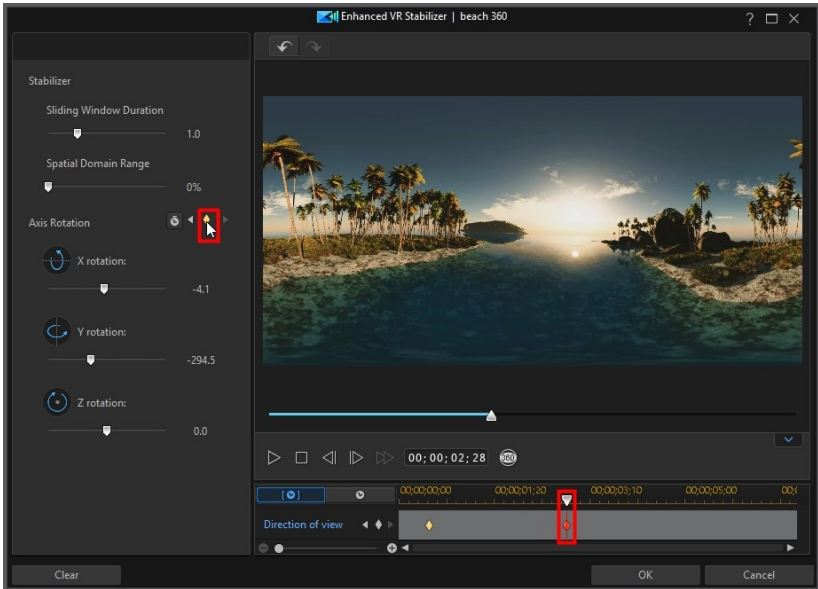 Enhanced VR Stabilizer | beach 360
?
Stabilizer
Sliding Window Duration
1.0
Spatial Domain Range
0%
Axis Rotation
X rotation:
-4.1
Y rotation:
-294.5
Z rotation:
0.0
00; 00; 02; 28
360
00;00;00;00 00;00;01;20 00;00;03;10 00;00;05;00 00;
Direction of view
Clear
OK
Cancel